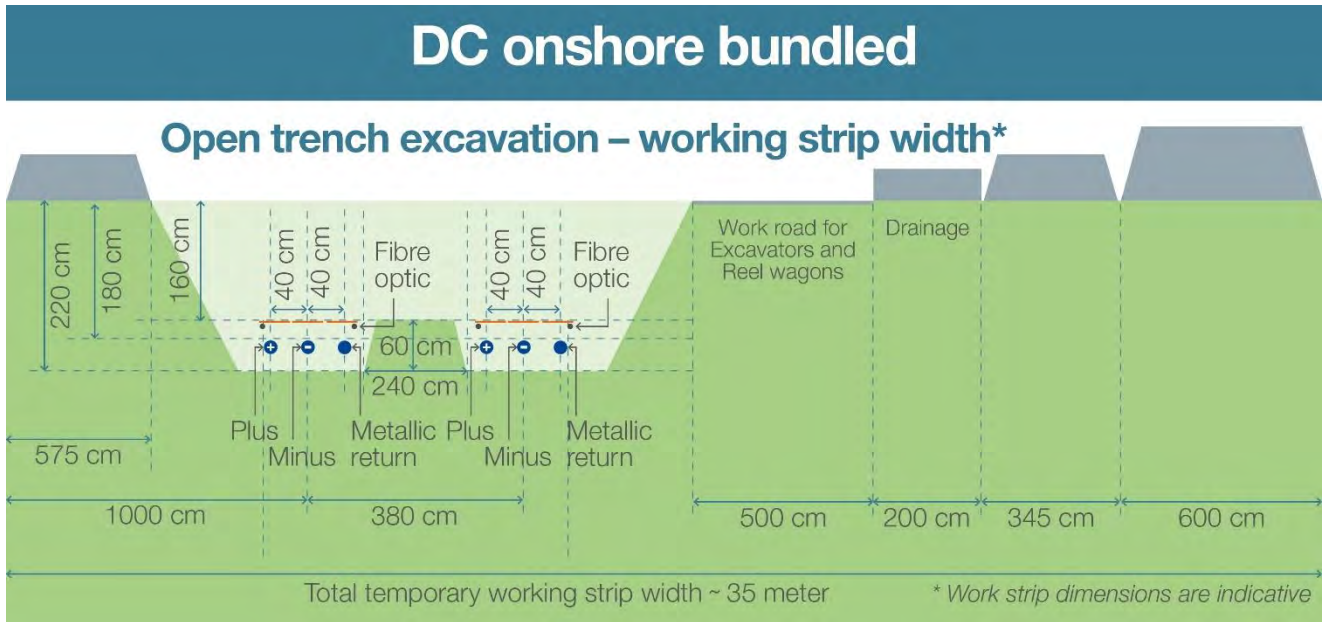 DC onshore bundled
Open trench excavation – working strip width*
220 cm
180 cm
160 cm
40 cm
40 cm
Fibre
optic
40 cm
40 cm
Fibre
optic
Work road for
Excavators and
Reel wagons
Drainage
+
-
60 cm
+
-
240 cm
Plus
Minus
Metallic
return
Plus
Minus
Metallic
return
575 cm
1000 cm
380 cm
500 cm
200 cm
345 cm
600 cm
Total temporary working strip width ~ 35 meter
* Work strip dimensions are indicative